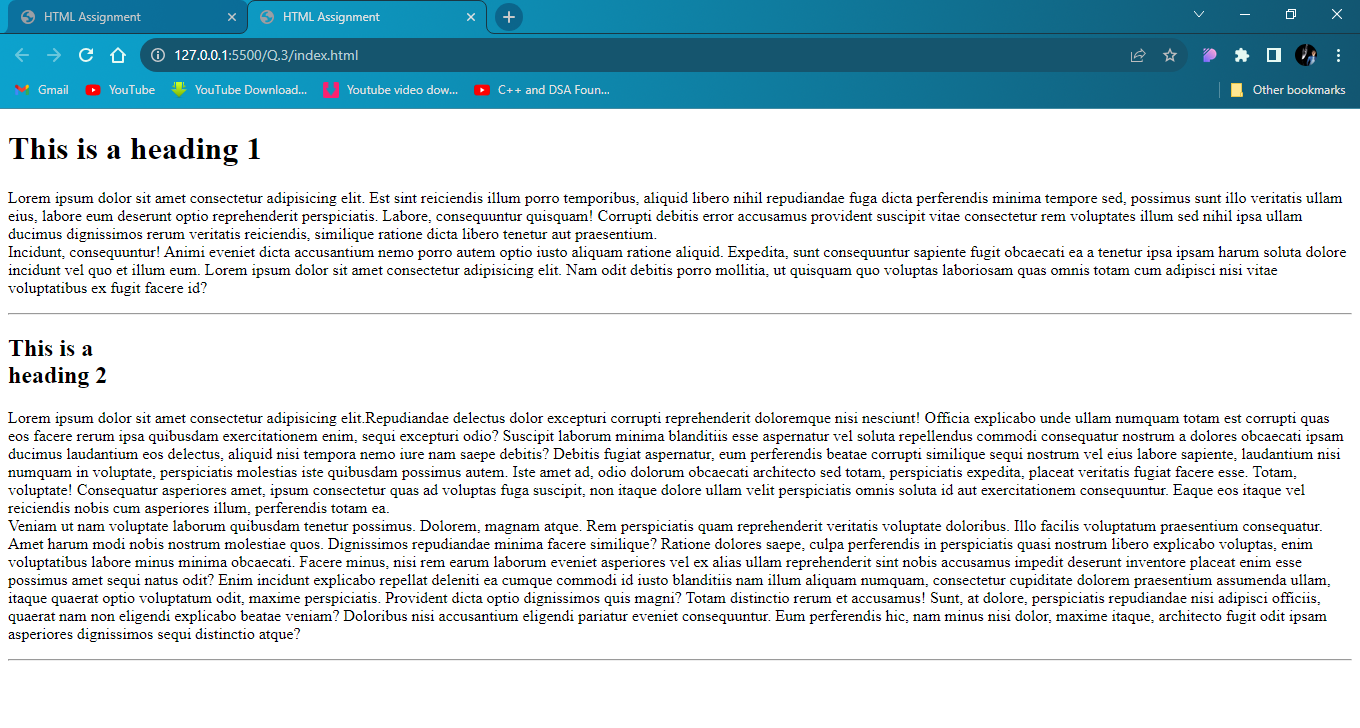 HTML Assignment
HTML Assignment
127.0.0.1:5500/Q.3/index.html
Gmail YouTube YouTube Download... Youtube video dow... C++ and DSA Foun... Other bookmarks
This is a heading 1
Lorem ipsum dolor sit amet consectetur adipisicing elit. Est sint reiciendis illum porro temporibus, aliquid libero nihil repudiandae fuga dicta perferendis minima tempore sed, possimus sunt illo veritatis ullam
eius, labore eum deserunt optio reprehenderit perspiciatis. Labore, consequuntur quisquam! Corrupti debitis error accusamus provident suscipit vitae consectetur rem voluptates illum sed nihil ipsa ullam
ducimus dignissimos rerum veritatis reiciendis, similique ratione dicta libero tenetur aut praesentium.
Incidunt, consequuntur! Animi eveniet dicta accusantium nemo porro autem optio iusto aliquam ratione aliquid. Expedita, sunt consequuntur sapiente fugit obcaecati ea a tenetur ipsa ipsam harum soluta dolore
incidunt vel quo et illum eum. Lorem ipsum dolor sit amet consectetur adipisicing elit. Nam odit debitis porro mollitia, ut quisquam quo voluptas laboriosam quas omnis totam cum adipisci nisi vitae
voluptatibus ex fugit facere id?
This is a
heading 2
Lorem ipsum dolor sit amet consectetur adipisicing elit.Repudiandae delectus dolor excepturi corrupti reprehenderit doloremque nisi nesciunt! Officia explicabo unde ullam numquam totam est corrupti quas
eos facere rerum ipsa quibusdam exercitationem enim, sequi excepturi odio? Suscipit laborum minima blanditiis esse aspernatur vel soluta repellendus commodi consequatur nostrum a dolores obcaecati ipsam
ducimus laudantium eos delectus, aliquid nisi tempora nemo iure nam saepe debitis? Debitis fugiat aspernatur, eum perferendis beatae corrupti similique sequi nostrum vel eius labore sapiente, laudantium nisi
numquam in voluptate, perspiciatis molestias iste quibusdam possimus autem. Iste amet ad, odio dolorum obcaecati architecto sed totam, perspiciatis expedita, placeat veritatis fugiat facere esse. Totam,
voluptate! Consequatur asperiores amet, ipsum consectetur quas ad voluptas fuga suscipit, non itaque dolore ullam velit perspiciatis omnis soluta id aut exercitationem consequuntur. Eaque eos itaque vel
reiciendis nobis cum asperiores illum, perferendis totam ea.
Veniam ut nam voluptate laborum quibusdam tenetur possimus. Dolorem, magnam atque. Rem perspiciatis quam reprehenderit veritatis voluptate doloribus. Illo facilis voluptatum praesentium consequatur.
Amet harum modi nobis nostrum molestiae quos. Dignissimos repudiandae minima facere similique? Ratione dolores saepe, culpa perferendis in perspiciatis quasi nostrum libero explicabo voluptas, enim
voluptatibus labore minus minima obcaecati. Facere minus, nisi rem earum laborum eveniet asperiores vel ex alias ullam reprehenderit sint nobis accusamus impedit deserunt inventore placeat enim esse
possimus amet sequi natus odit? Enim incidunt explicabo repellat deleniti ea cumque commodi id iusto blanditiis nam illum aliquam numquam, consectetur cupiditate dolorem praesentium assumenda ullam,
itaque quaerat optio voluptatum odit, maxime perspiciatis. Provident dicta optio dignissimos quis magni? Totam distinctio rerum et accusamus! Sunt, at dolore, perspiciatis repudiandae nisi adipisci officiis,
quaerat nam non eligendi explicabo beatae veniam? Doloribus nisi accusantium eligendi pariatur eveniet consequuntur. Eum perferendis hic, nam minus nisi dolor, maxime itaque, architecto fugit odit ipsam
asperiores dignissimos sequi distinctio atque?